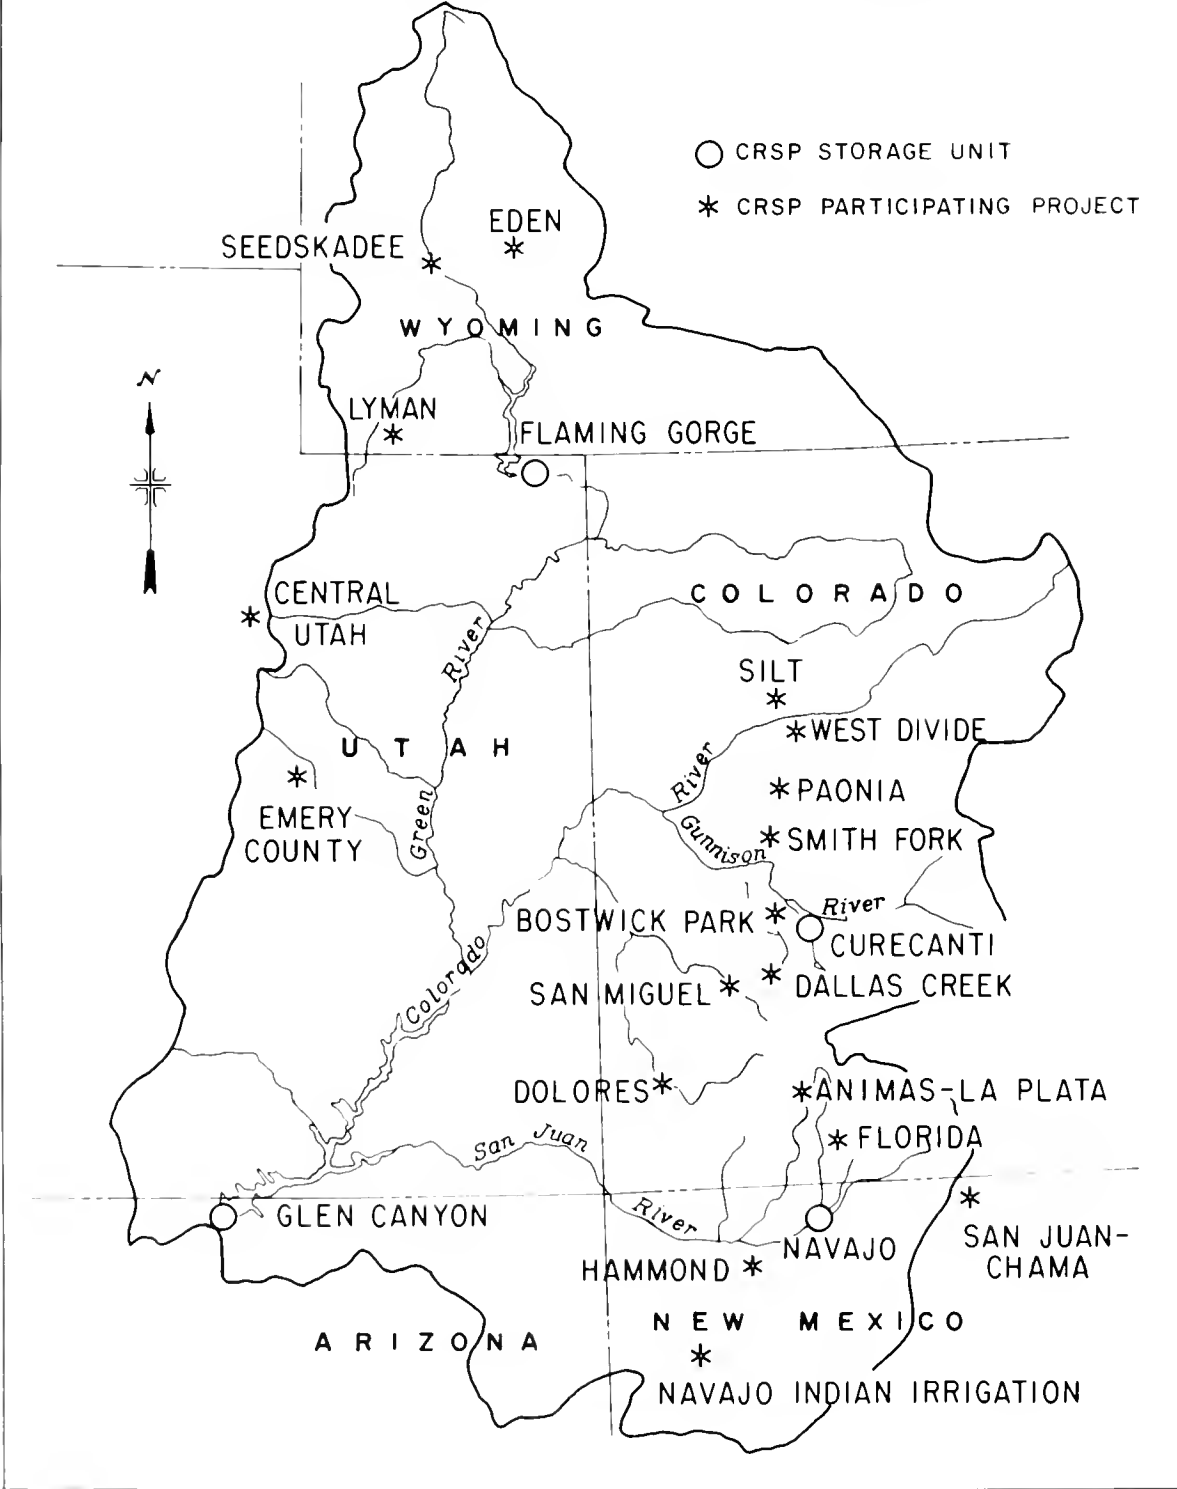 CRSP STORAGE UNIT
CRSP PARTICIPATING PROJECT
EDEN
SEEDSKADEE
WYOMING
N
LYMAN
FLAMING GORGE
CENTRAL
UTAH
COLORADO
River
SILT
WEST DIVIDE
UTAH
River
PAONIA
EMERY
COUNTY
Green
Gunnison
SMITH FORK
River
BOSTWICK PARK
CURECANTI
Colorado
SAN MIGUEL
DALLAS CREEK
DOLORES
ANIMAS-LA PLATA
San Juan
FLORIDA
River
GLEN CANYON
NAVAJO
SAN JUAN-
CHAMA
HAMMOND
NEW MEXICO
ARIZONA
NAVAJO INDIAN IRRIGATION